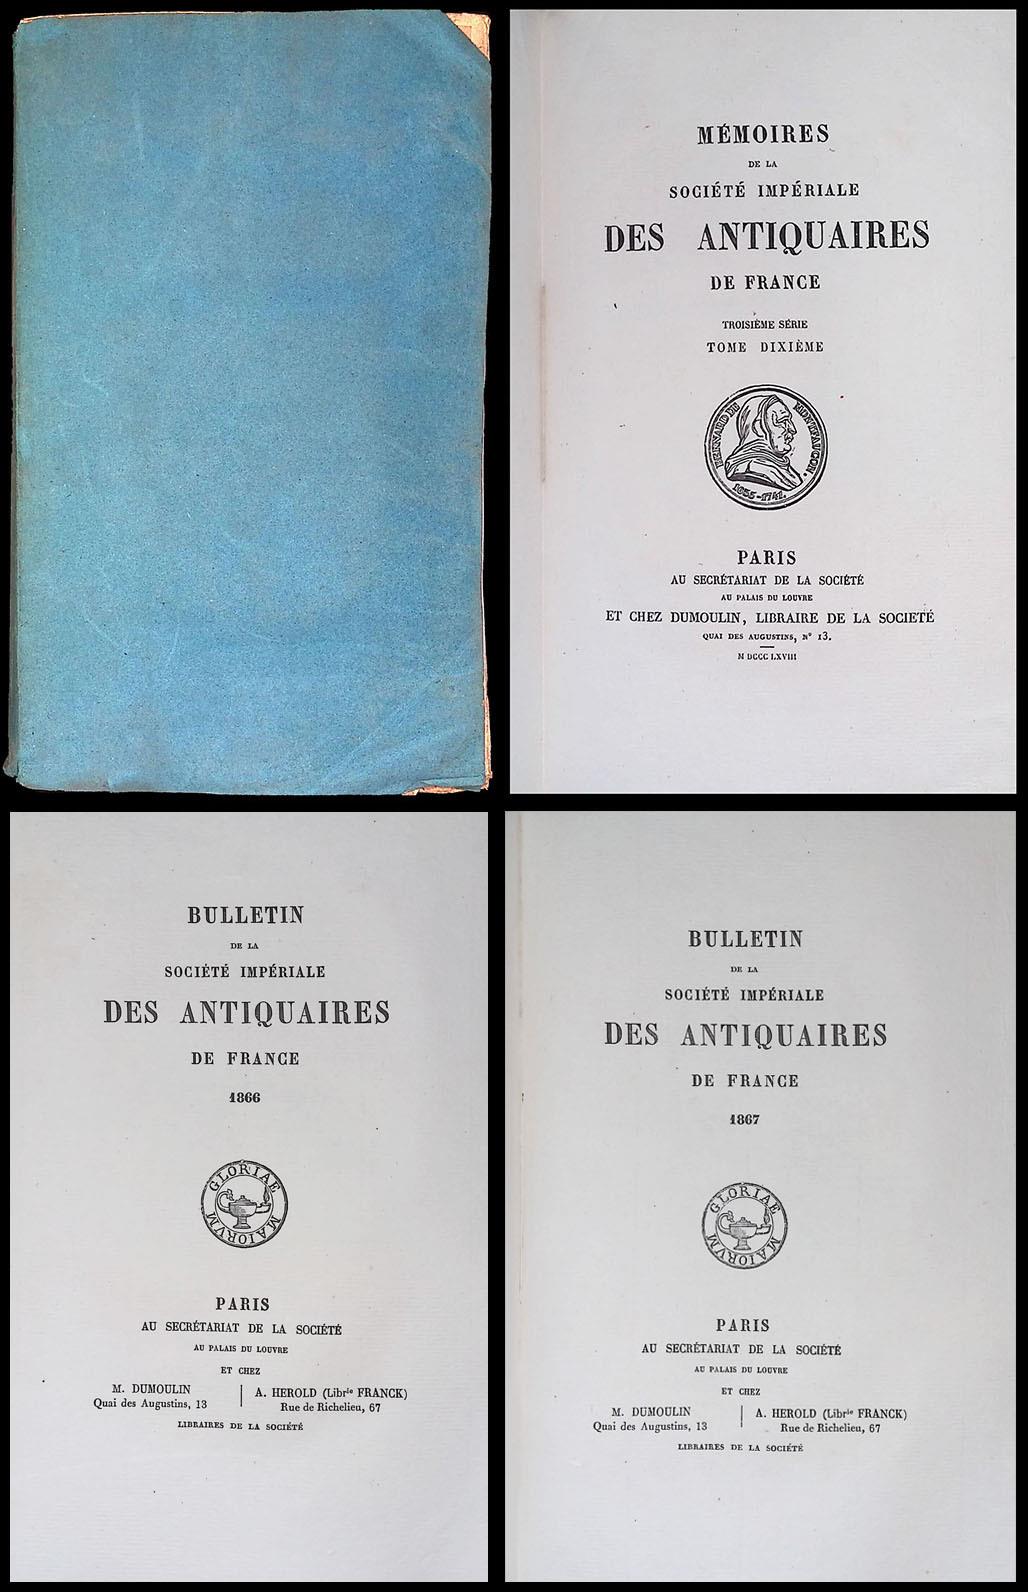 MÉMOIRES
DE LA
SOCIÉTÉ IMPÉRIALE
DES ANTIQUAIRES
DE FRANCE
TROISIÈME SÉRIE
TOME DIXIÈME
BERNARD DE MONTFAUCON.
1655-1741.
PARIS
AU SECRÉTARIAT DE LA SOCIÉTÉ
AU PALAIS DU LOUVRE
ET CHEZ DUMOULIN, LIBRAIRE DE LA SOCIETÉ
QUAI DES AUGUSTINS, N° 13.
M DCCC LXVIII
BULLETIN
DE LA
SOCIÉTÉ IMPÉRIALE
DES ANTIQUAIRES
DE FRANCE
1866
GLORIAE MAIORVM
PARIS
AU SECRÉTARIAT DE LA SOCIÉTÉ
AU PALAIS DU LOUVRE
ET CHEZ
M. DUMOULIN
Quai des Augustins, 13
A. HEROLD (Librie FRANCK)
Rue de Richelieu, 67
LIBRAIRES DE LA SOCIÉTÉ
BULLETIN
DE LA
SOCIÉTÉ IMPÉRIALE
DES ANTIQUAIRES
DE FRANCE
1867
GLORIAE MAIORVM
PARIS
AU SECRÉTARIAT DE LA SOCIÉTÉ
AU PALAIS DU LOUVRE
ET CHEZ
M. DUMOULIN
Quai des Augustins, 13
A. HEROLD (Librie FRANCK)
Rue de Richelieu, 67
LIBRAIRES DE LA SOCIÉTÉ